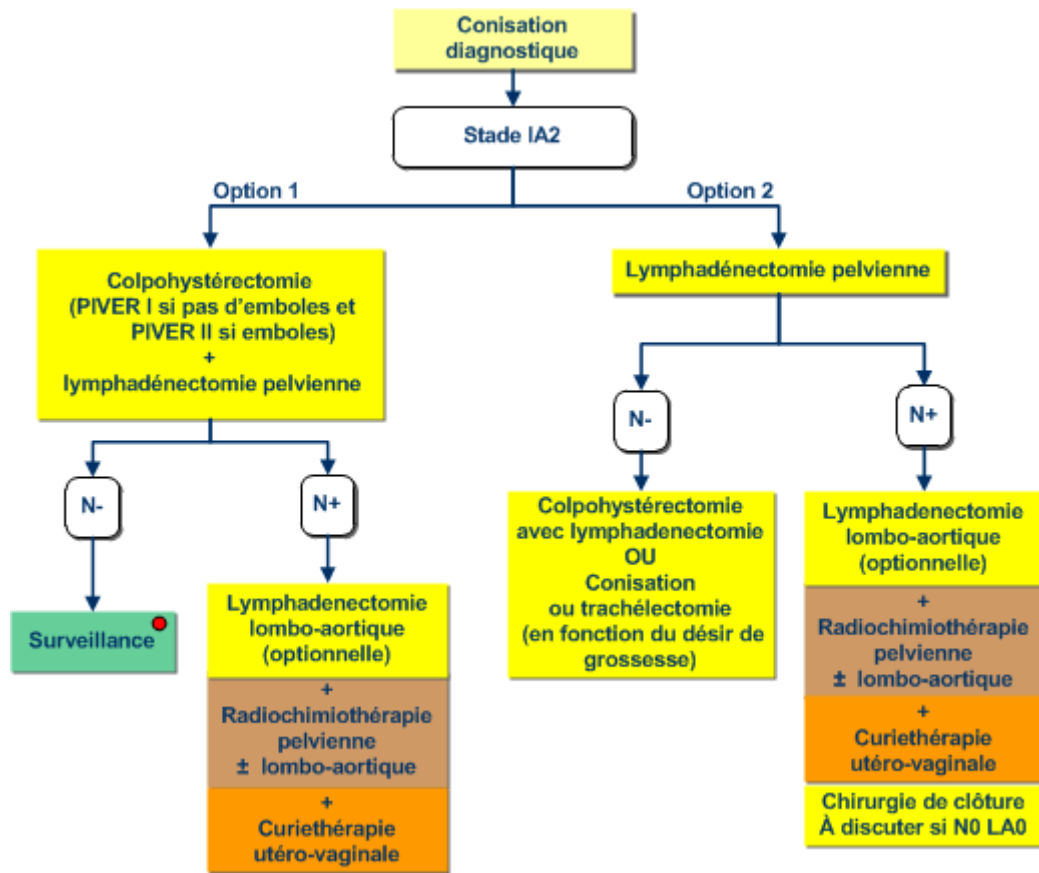 Conisation
diagnostique
Stade IA2
Option 1
Option 2
Colpohystérectomie
(PIVER I si pas d'emboles et
PIVER II si emboles)
+
lymphadénectomie pelvienne
N-
N+
Surveillance
Lymphadenectomie
lombo-aortique
(optionnelle)
+
Radiochimiothérapie
pelvienne
± lombo-aortique
+
Curiethérapie
utéro-vaginale
Lymphadénectomie pelvienne
N-
N+
Colpohystérectomie
avec lymphadenectomie
OU
Conisation
ou trachélectomie
(en fonction du désir de
grossesse)
Lymphadenectomie
lombo-aortique
(optionnelle)
+
Radiochimiothérapie
pelvienne
± lombo-aortique
+
Curiethérapie
utéro-vaginale
Chirurgie de clôture
À discuter si N0 LA0